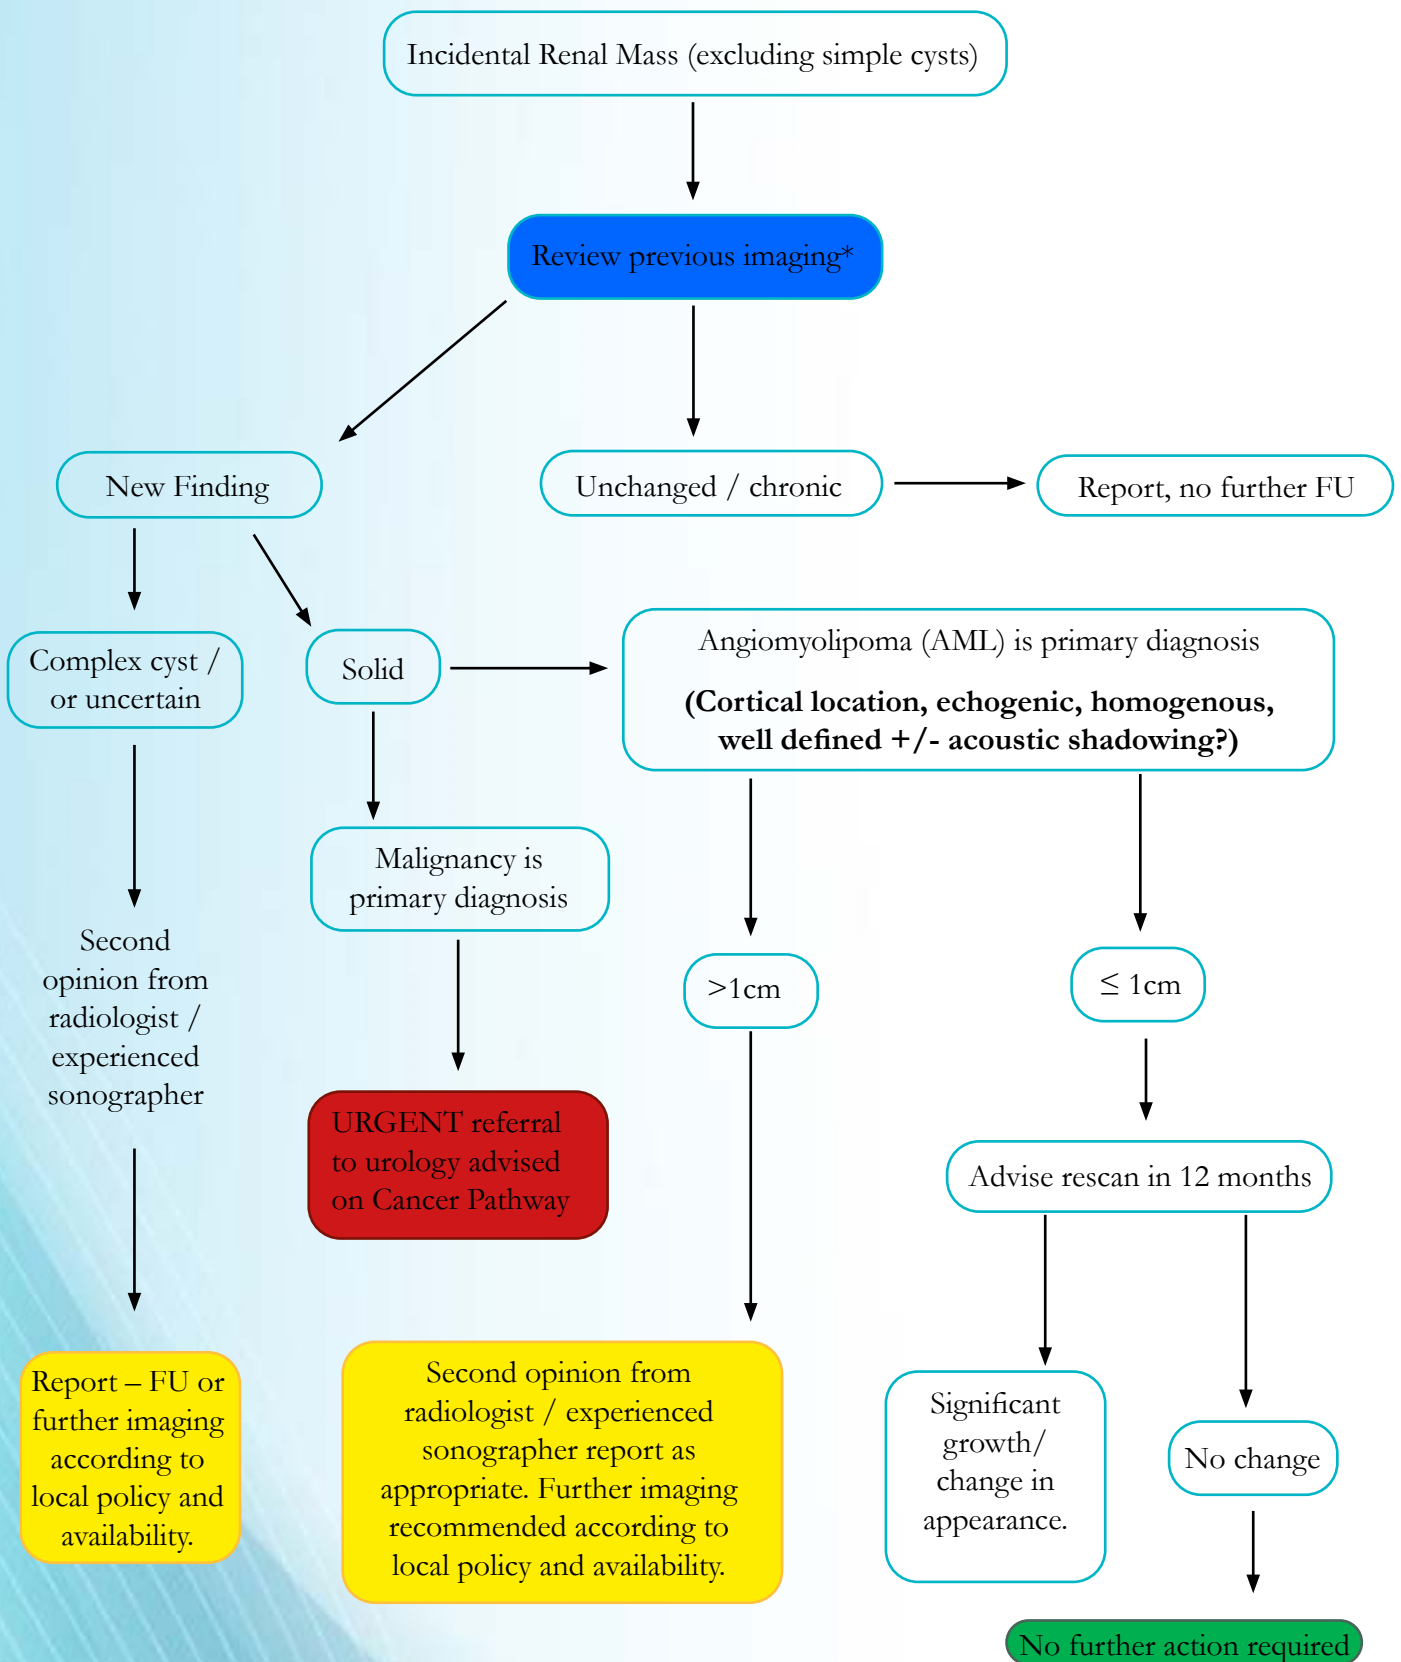 Incidental Renal Mass (excluding simple cysts)
Review previous imaging*
New Finding
Unchanged / chronic
Report, no further FU
Complex cyst /
or uncertain
Solid
Angiomyolipoma (AML) is primary diagnosis
(Cortical location, echogenic, homogenous,
well defined +/- acoustic shadowing?)
Malignancy is
primary diagnosis
Second
opinion from
radiologist /
experienced
sonographer
>1cm
≤ 1cm
URGENT referral
to urology advised
on Cancer Pathway
Advise rescan in 12 months
Report – FU or
further imaging
according to
local policy and
availability.
Second opinion from
radiologist / experienced
sonographer report as
appropriate. Further imaging
recommended according to
local policy and availability.
Significant
growth/
change in
appearance.
No change
No further action required